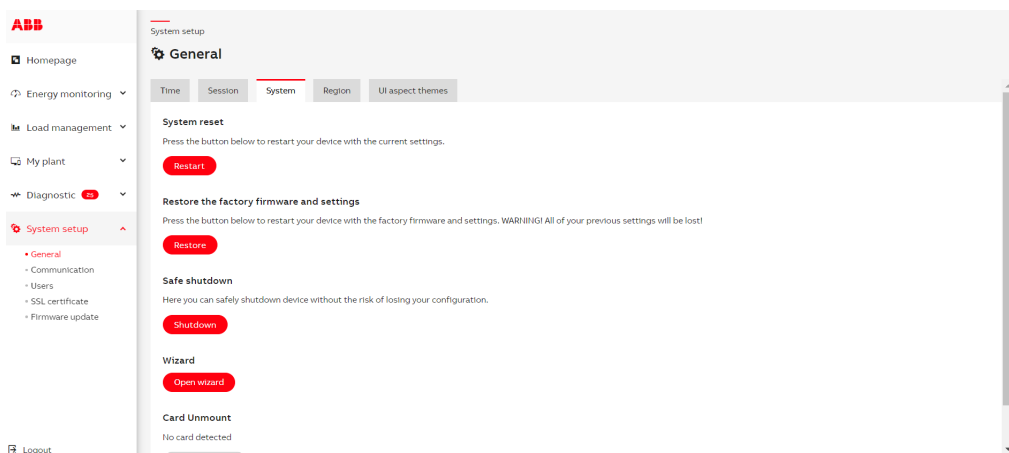 ABB
Homepage
Energy monitoring
Load management
My plant
Diagnostic 25
System setup
General
Communication
Users
SSL certificate
Firmware update
Logout
System setup
General
Time
Session
System
Region
UI aspect themes
System reset
Press the button below to restart your device with the current settings.
Restart
Restore the factory firmware and settings
Press the button below to restart your device with the factory firmware and settings. WARNING! All of your previous settings will be lost!
Restore
Safe shutdown
Here you can safely shutdown device without the risk of losing your configuration.
Shutdown
Wizard
Open wizard
Card Unmount
No card detected